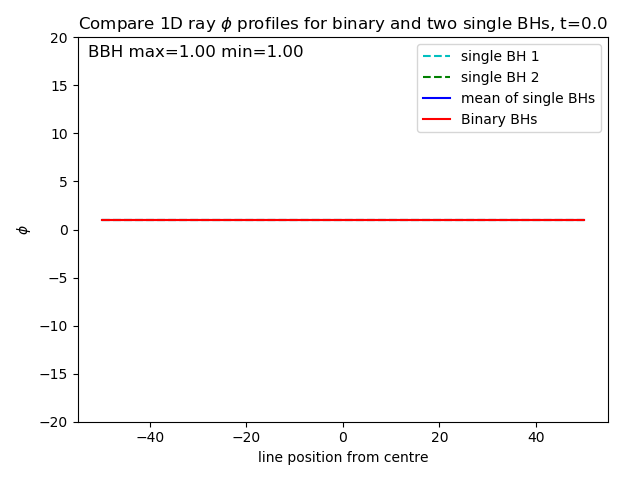 Compare 1D ray ϕ profiles for binary and two single BHs, t=0.0
BBH max=1.00 min=1.00
single BH 1
single BH 2
mean of single BHs
Binary BHs
20
15
10
5
0
−5
−10
−15
−20
ϕ
−40 −20 0 20 40
line position from centre